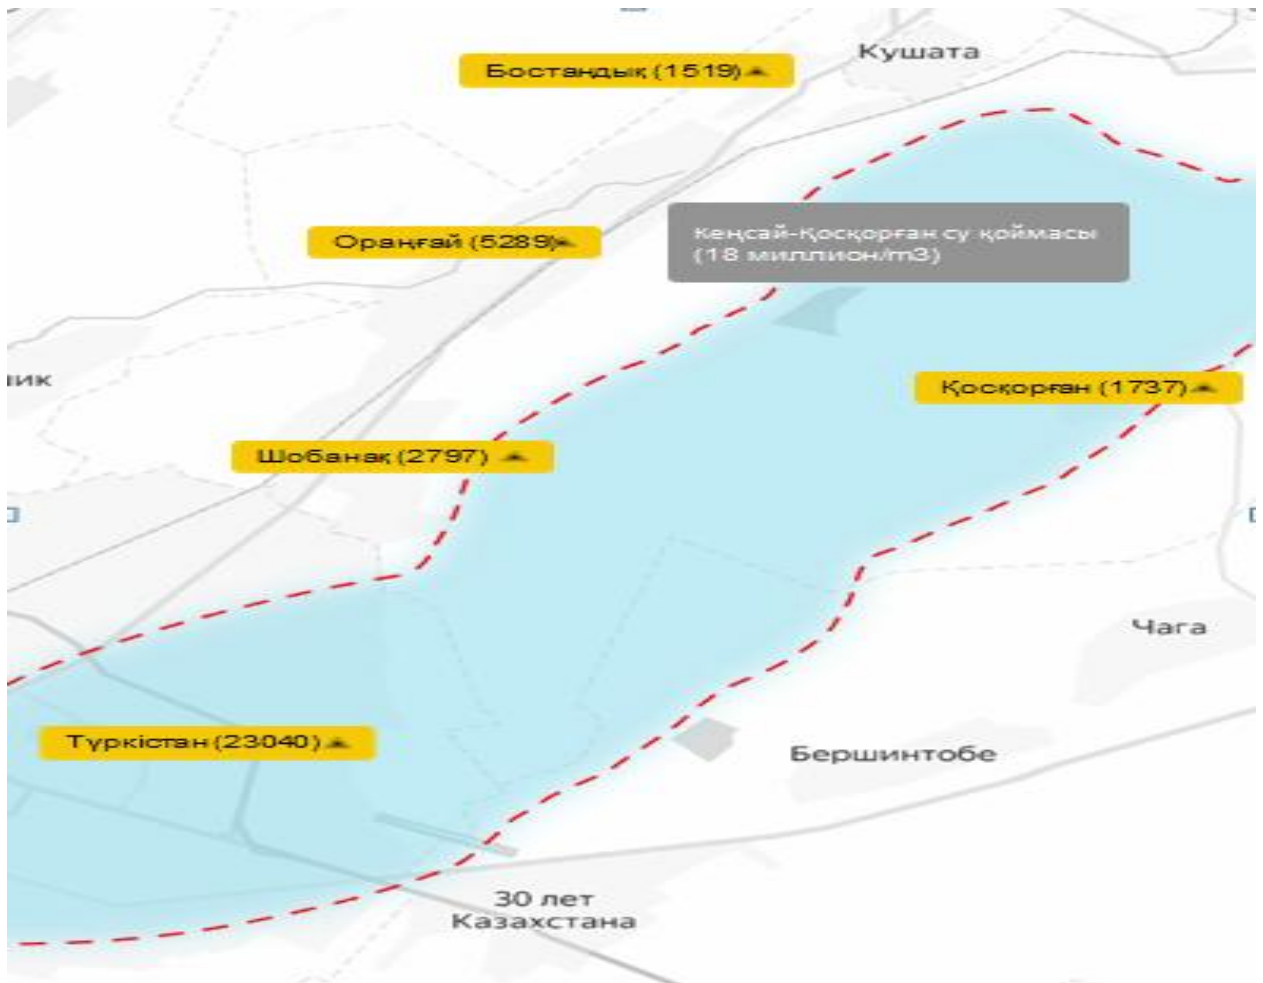 Кушата
Бостандық (1519)
Ораңғай (5289)
Кеңсай-Қосқорған су қоймасы
(18 миллион/m3)
ник
Қосқорған (1737)
Шобанақ (2797)
Чага
Түркістан (23040)
Бершинтобе
30 лет
Казахстана